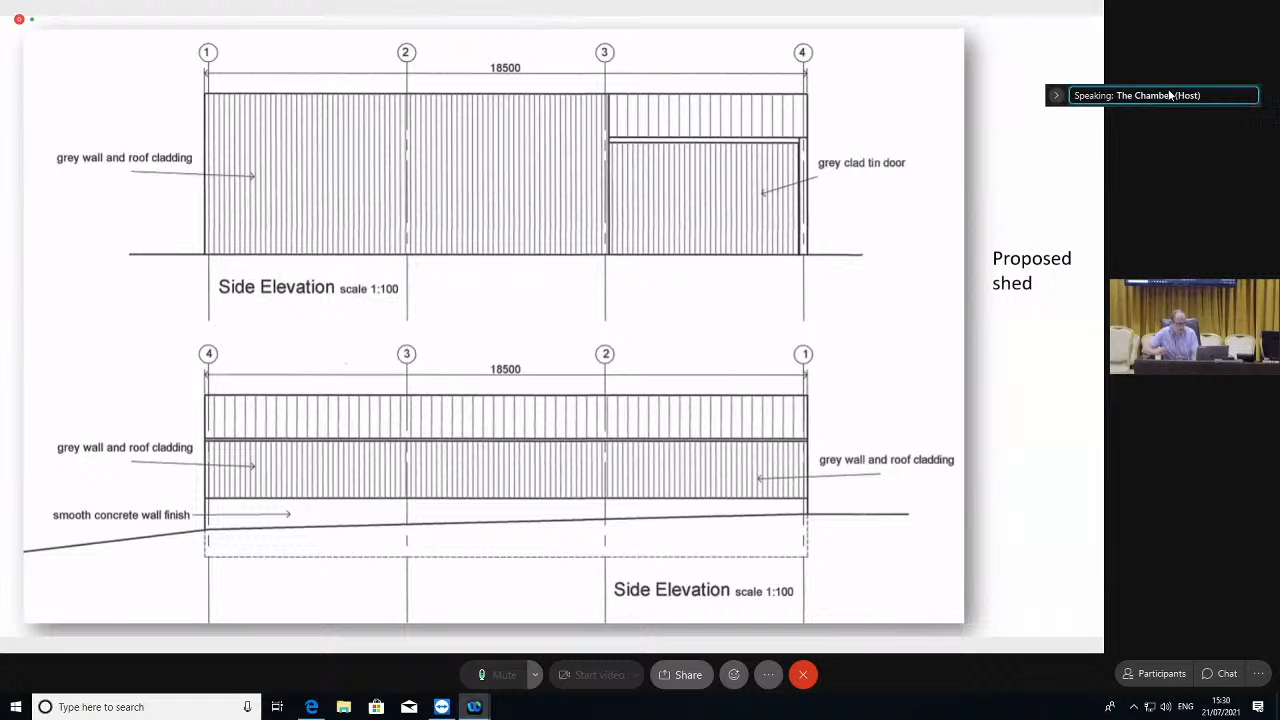 1 2 3 4
18500
Speaking: The Chamber (Host)
grey wall and roof cladding
grey clad tin door
Proposed
shed
Side Elevation scale 1:100
4 3 2 1
18500
grey wall and roof cladding
grey wall and roof cladding
smooth concrete wall finish
Side Elevation scale 1:100
Mute
Start video
Share
Participants
Chat
Type here to search
ENG
15:30
21/07/2021